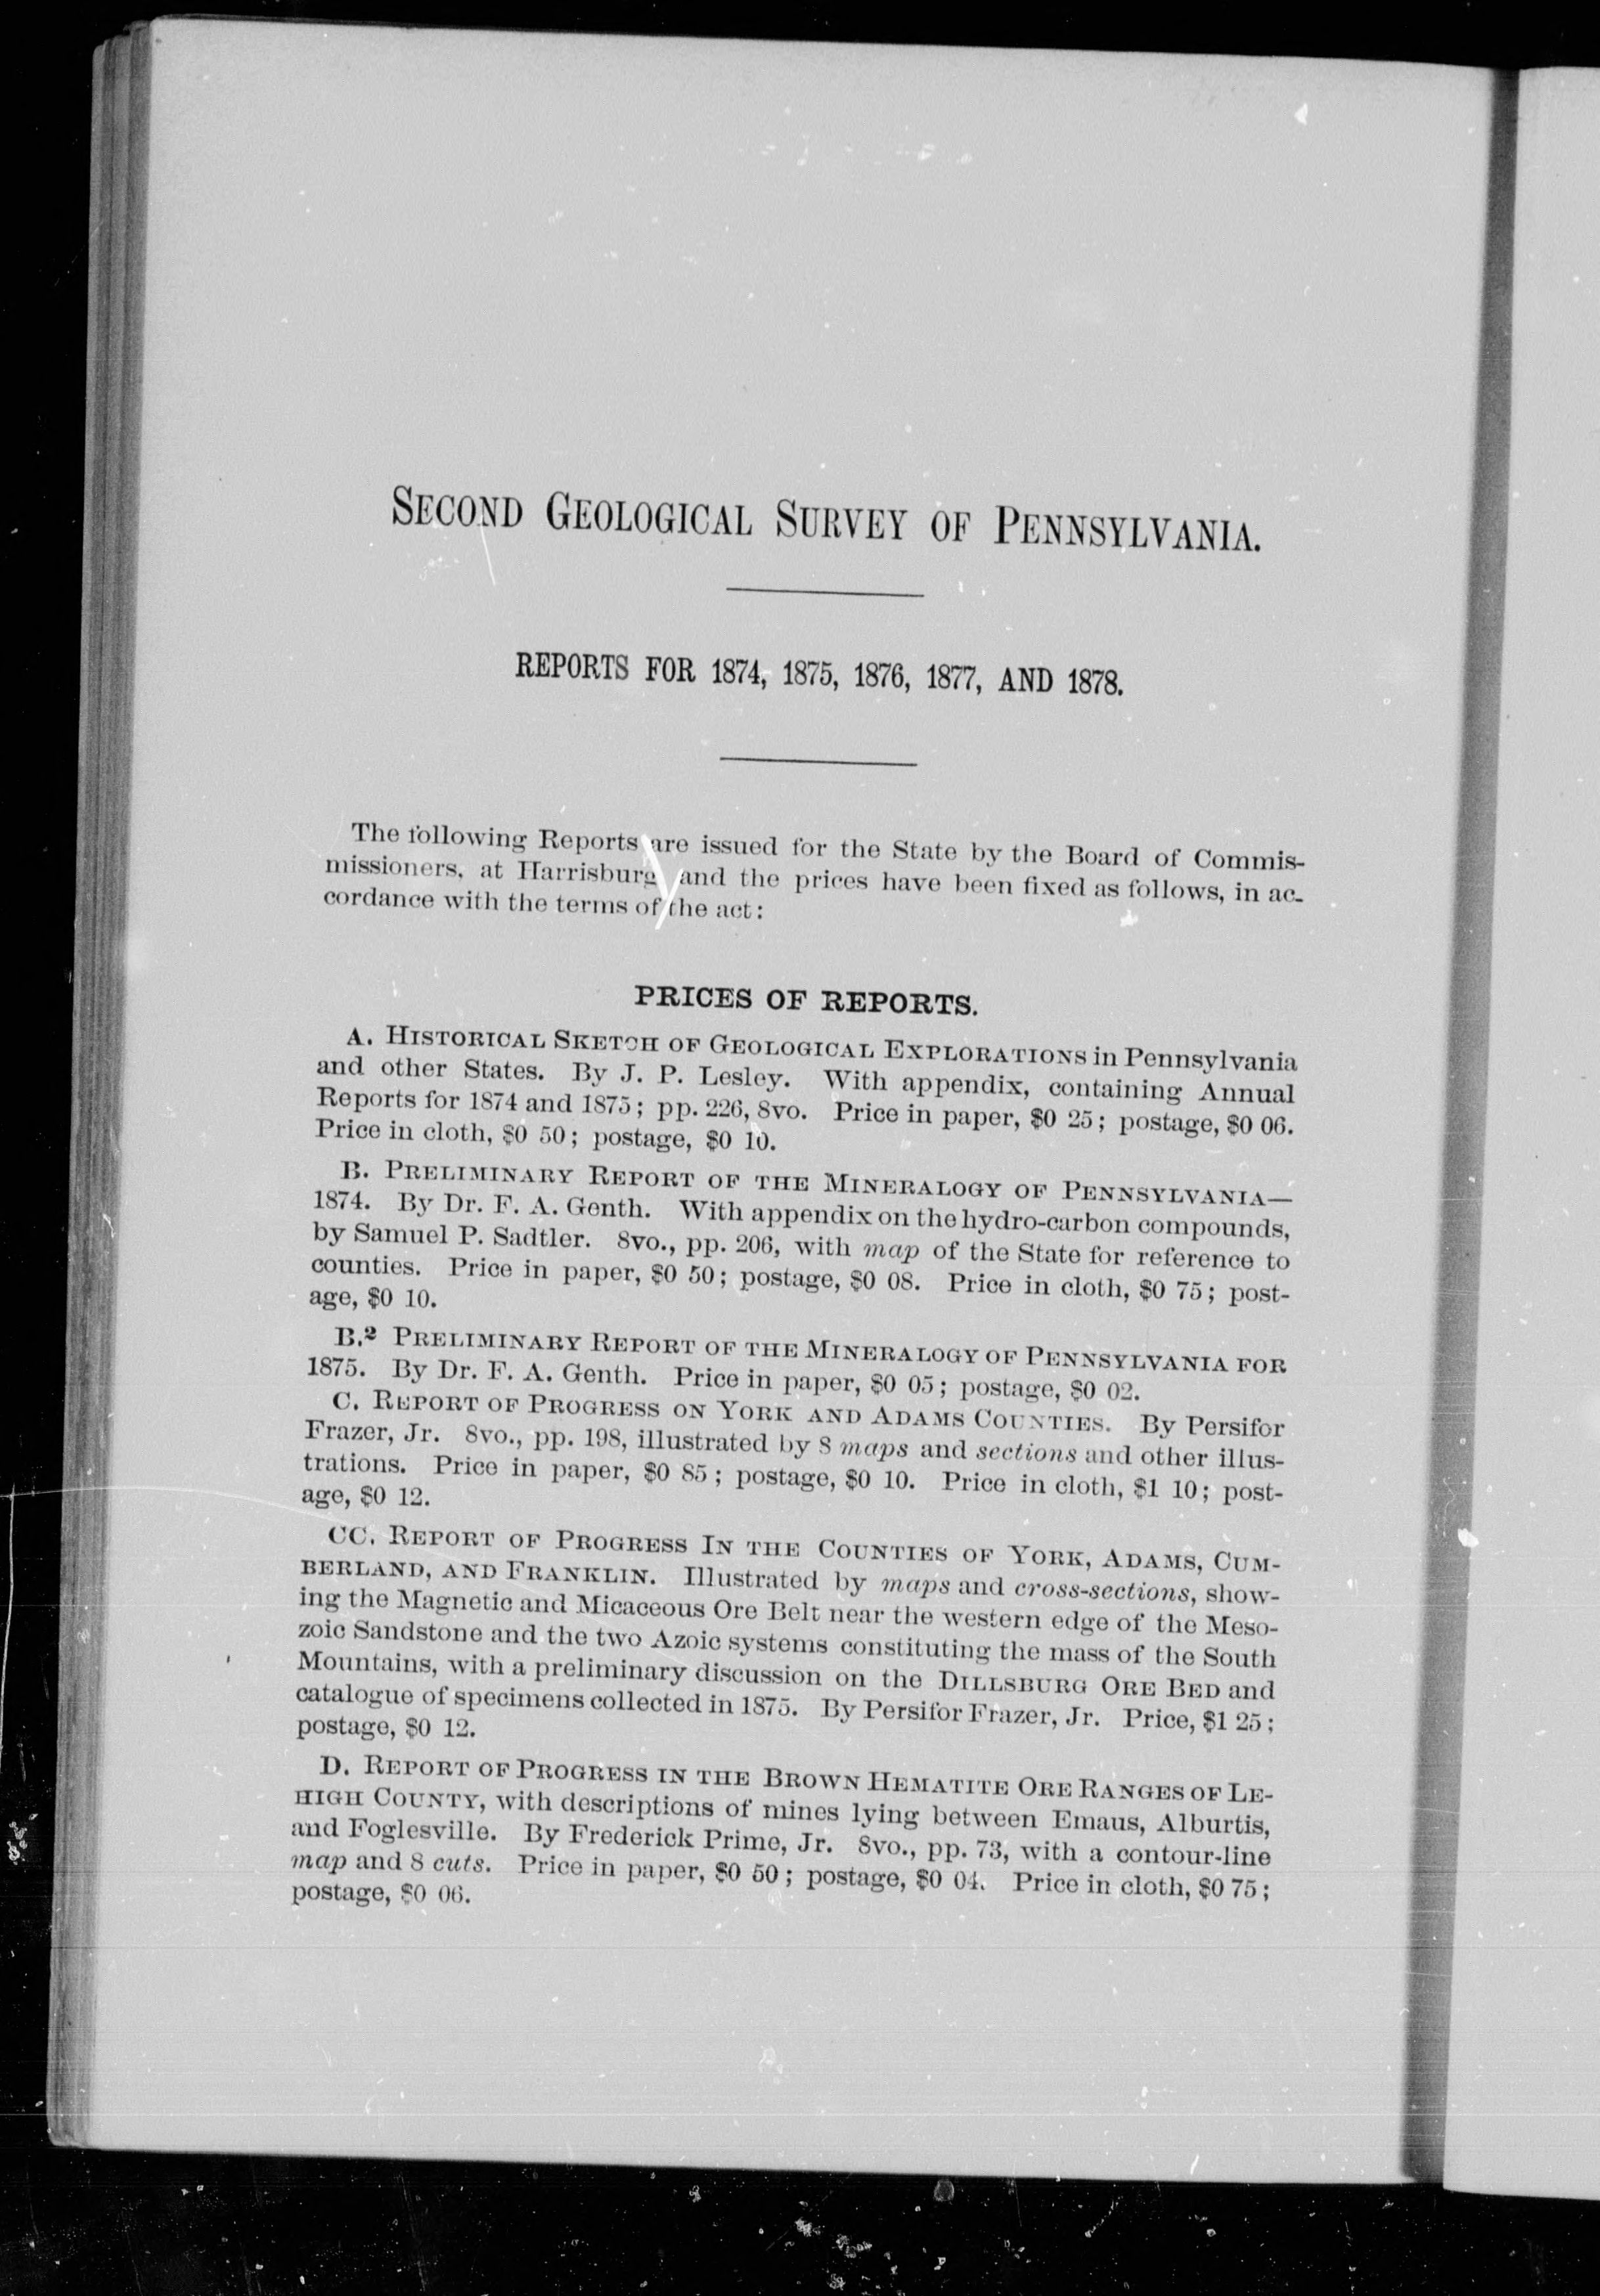 SECOND GEOLOGICAL SURVEY OF PENNSYLVANIA.
REPORTS FOR 1874, 1875, 1876, 1877, AND 1878.
The following Reports are issued for the State by the Board of Commis-
missioners, at Harrisburg and the prices have been fixed as follows, in ac-
cordance with the terms of the act:
PRICES OF REPORTS.
A. HISTORICAL SKETCH OF GEOLOGICAL EXPLORATIONS in Pennsylvania
and other States. By J. P. Lesley. With appendix, containing Annual
Reports for 1874 and 1875; pp. 226, 8vo. Price in paper, $0 25; postage, $0 06.
Price in cloth, $0 50; postage, $0 10.
B. PRELIMINARY REPORT OF THE MINERALOGY OF PENNSYLVANIA—
1874. By Dr. F. A. Genth. With appendix on the hydro-carbon compounds,
by Samuel P. Sadtler. 8vo., pp. 206, with map of the State for reference to
counties. Price in paper, $0 50; postage, $0 08. Price in cloth, $0 75; post-
age, $0 10.
B.² PRELIMINARY REPORT OF THE MINERALOGY OF PENNSYLVANIA FOR
1875. By Dr. F. A. Genth. Price in paper, $0 05; postage, $0 02.
C. REPORT OF PROGRESS ON YORK AND ADAMS COUNTIES. By Persifor
Frazer, Jr. 8vo., pp. 198, illustrated by 8 maps and sections and other illus-
trations. Price in paper, $0 85; postage, $0 10. Price in cloth, $1 10; post-
age, $0 12.
CC. REPORT OF PROGRESS IN THE COUNTIES OF YORK, ADAMS, CUM-
BERLAND, AND FRANKLIN. Illustrated by maps and cross-sections, show-
ing the Magnetic and Micaceous Ore Belt near the western edge of the Meso-
zoic Sandstone and the two Azoic systems constituting the mass of the South
Mountains, with a preliminary discussion on the DILLSBURG ORE BED and
catalogue of specimens collected in 1875. By Persifor Frazer, Jr. Price, $1 25;
postage, $0 12.
D. REPORT OF PROGRESS IN THE BROWN HEMATITE ORE RANGES OF LE-
HIGH COUNTY, with descriptions of mines lying between Emaus, Alburtis,
and Foglesville. By Frederick Prime, Jr. 8vo., pp. 73, with a contour-line
map and 8 cuts. Price in paper, $0 50; postage, $0 04. Price in cloth, $0 75;
postage, $0 06.